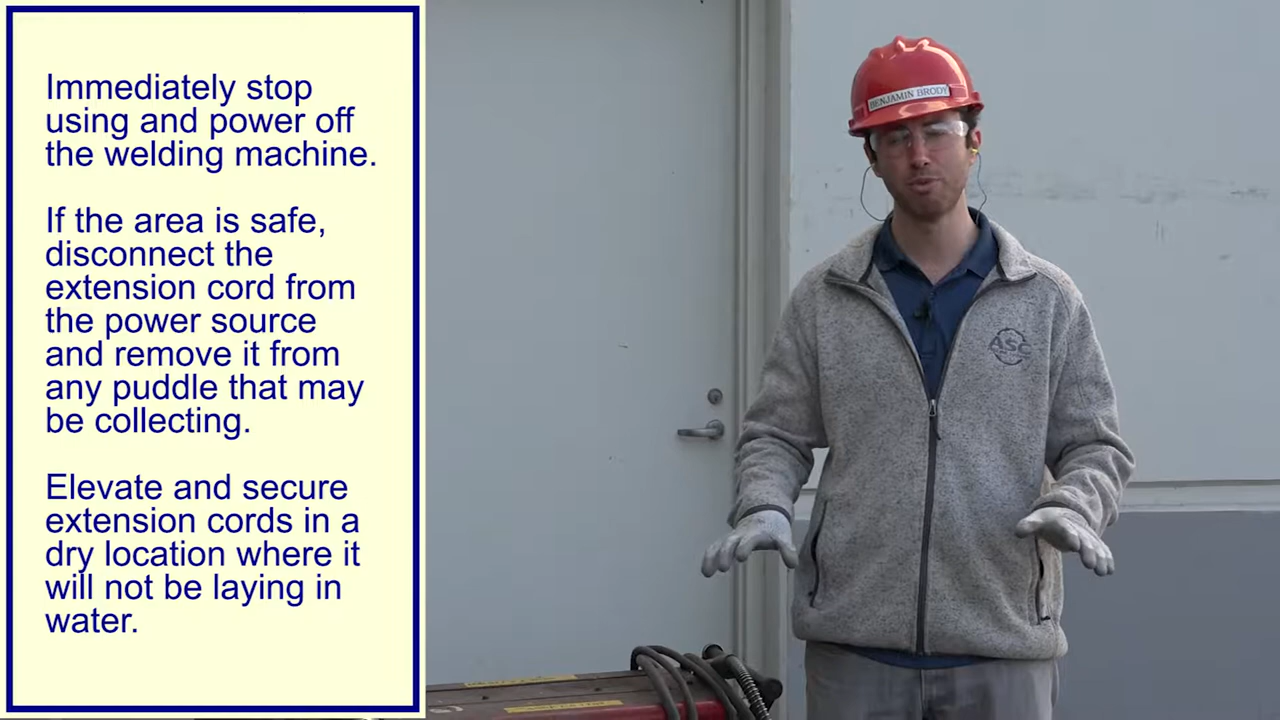 Immediately stop
using and power off
the welding machine.
If the area is safe,
disconnect the
extension cord from
the power source
and remove it from
any puddle that may
be collecting.
Elevate and secure
extension cords in a
dry location where it
will not be laying in
water.
BENJAMIN BRODY
ASC